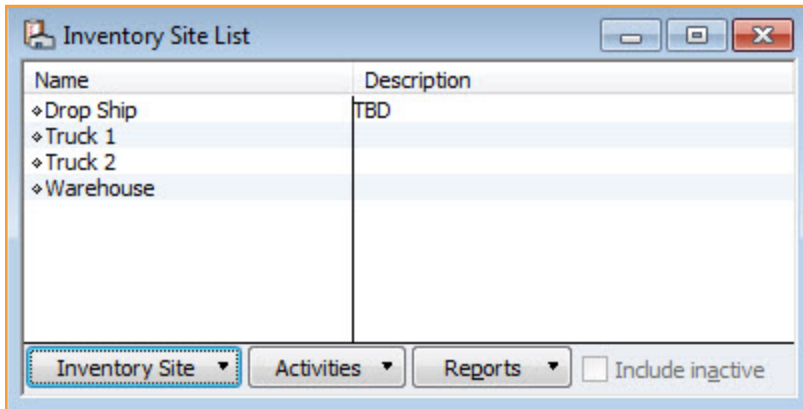 Inventory Site List
Name Description
Drop Ship TBD
Truck 1
Truck 2
Warehouse
Inventory Site Activities Reports Include inactive